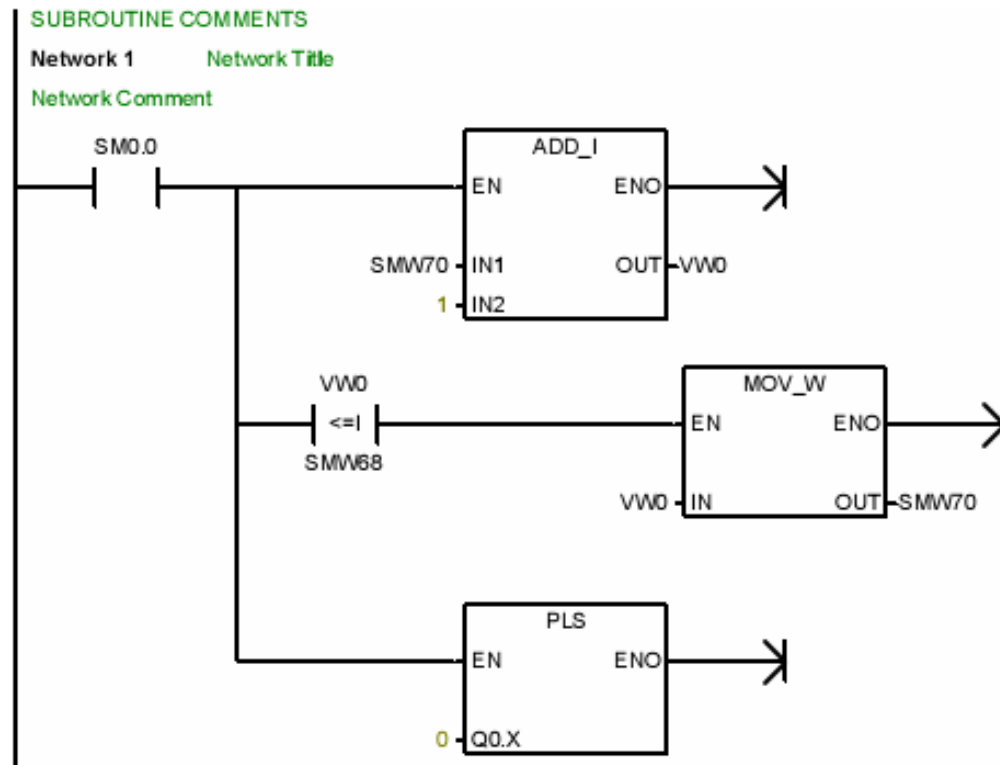 SUBROUTINE COMMENTS
Network 1 Network Title
Network Comment
SM0.0
ADD_I
EN ENO
SMW70 IN1 OUT VW0
1 IN2
VW0
<=I
SMW68
MOV_W
EN ENO
VW0 IN OUT SMW70
PLS
EN ENO
0 Q0.X